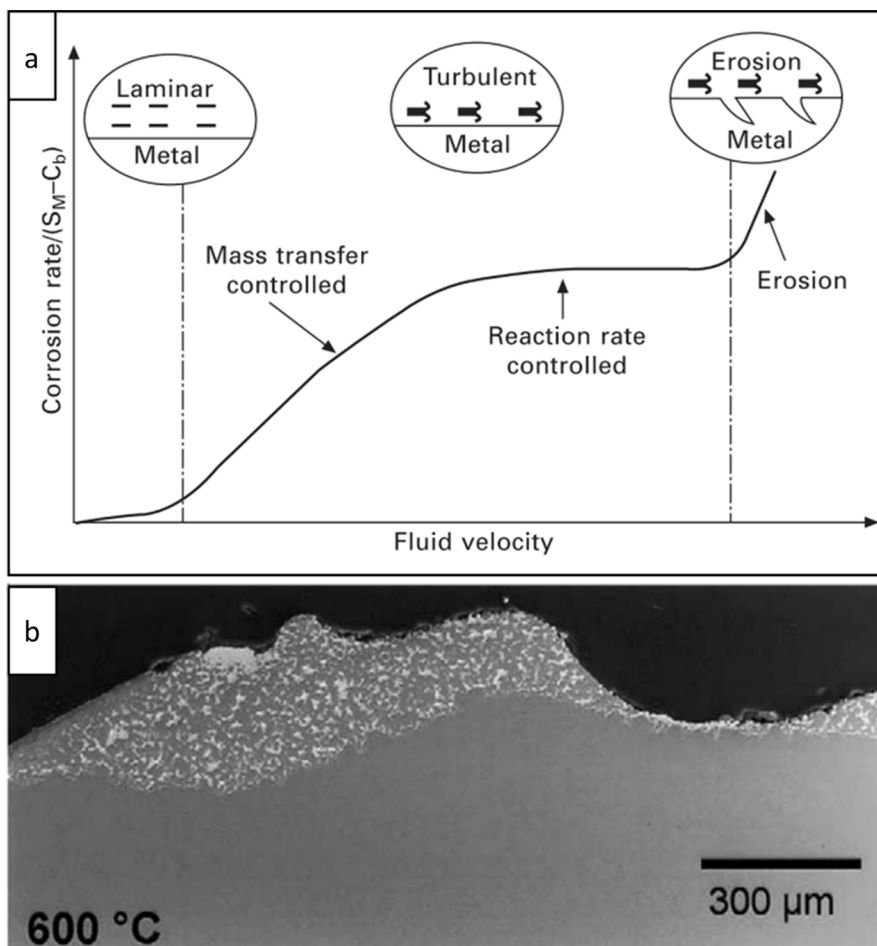 a
Laminar
Metal
Turbulent
Metal
Erosion
Metal
Corrosion rate/(S_M–C_b)
Mass transfer
controlled
Reaction rate
controlled
Erosion
Fluid velocity
b
600 °C
300 µm